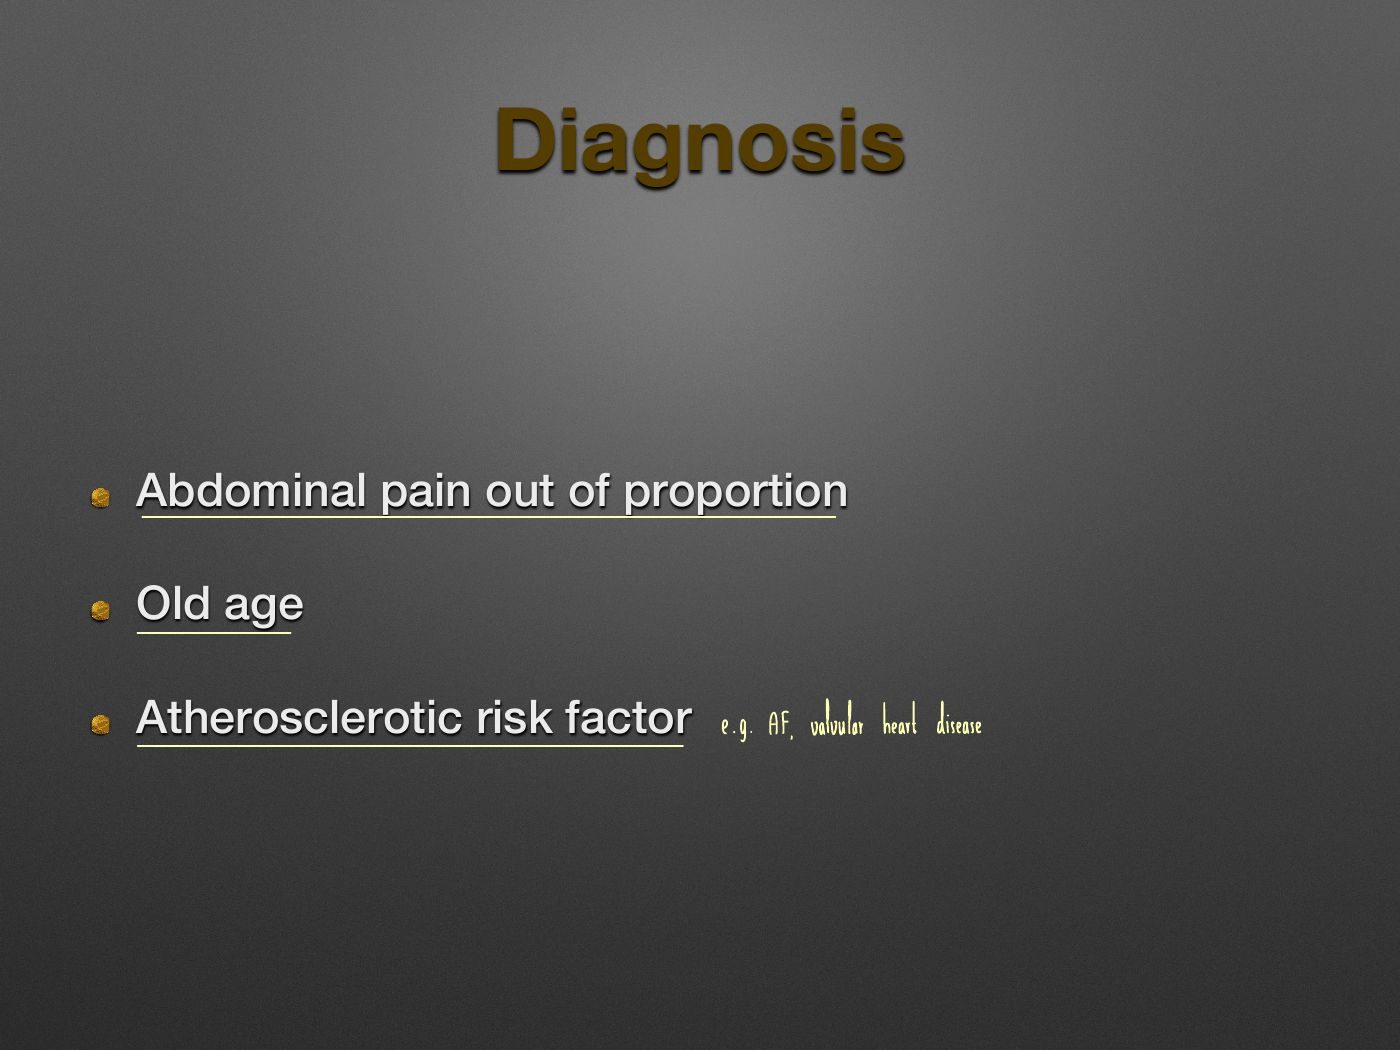 Diagnosis
Abdominal pain out of proportion
Old age
Atherosclerotic risk factor e.g. AF, valvular heart disease